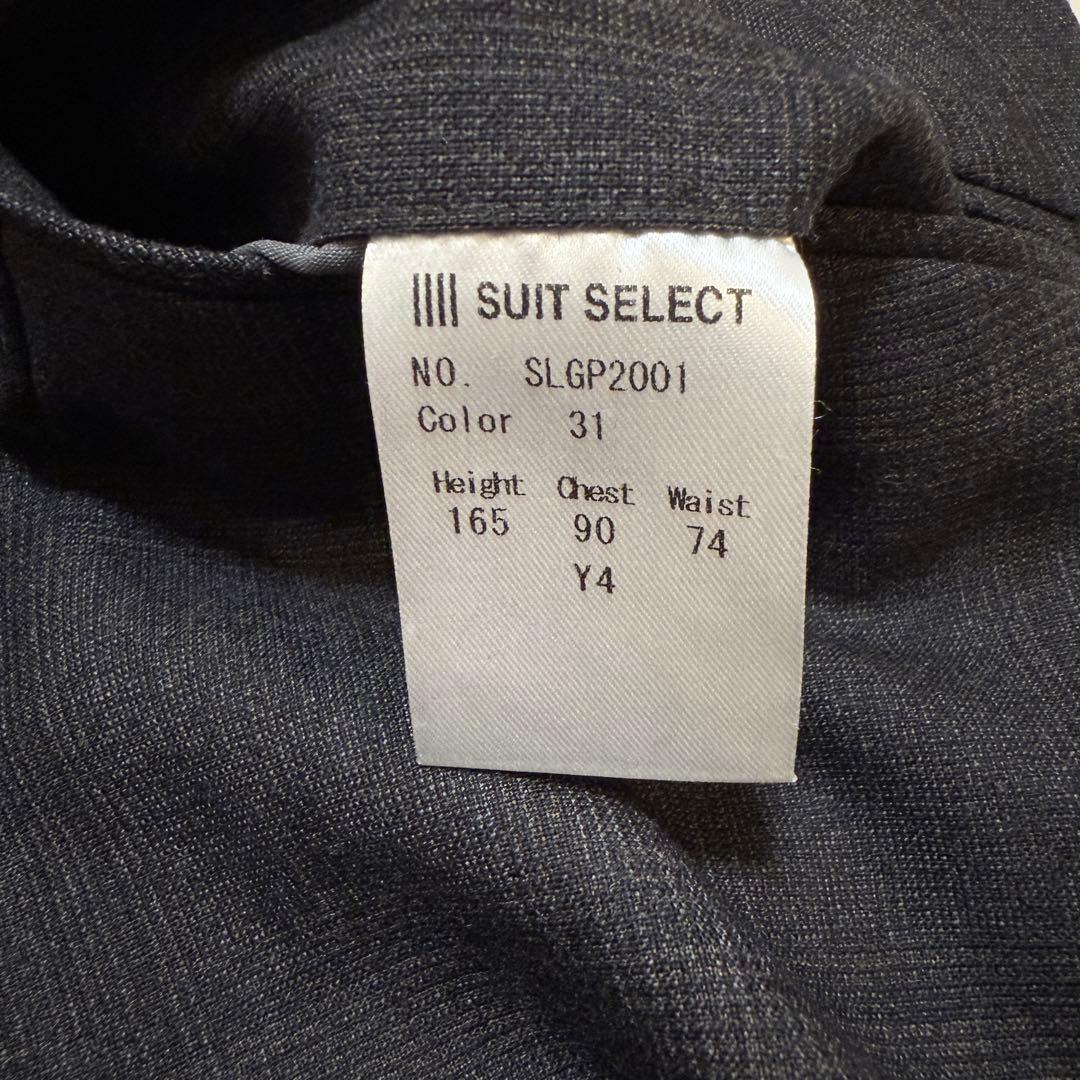 SUIT SELECT
NO. SLGP2001
Color 31
Height Chest Waist
165 90 74
Y4